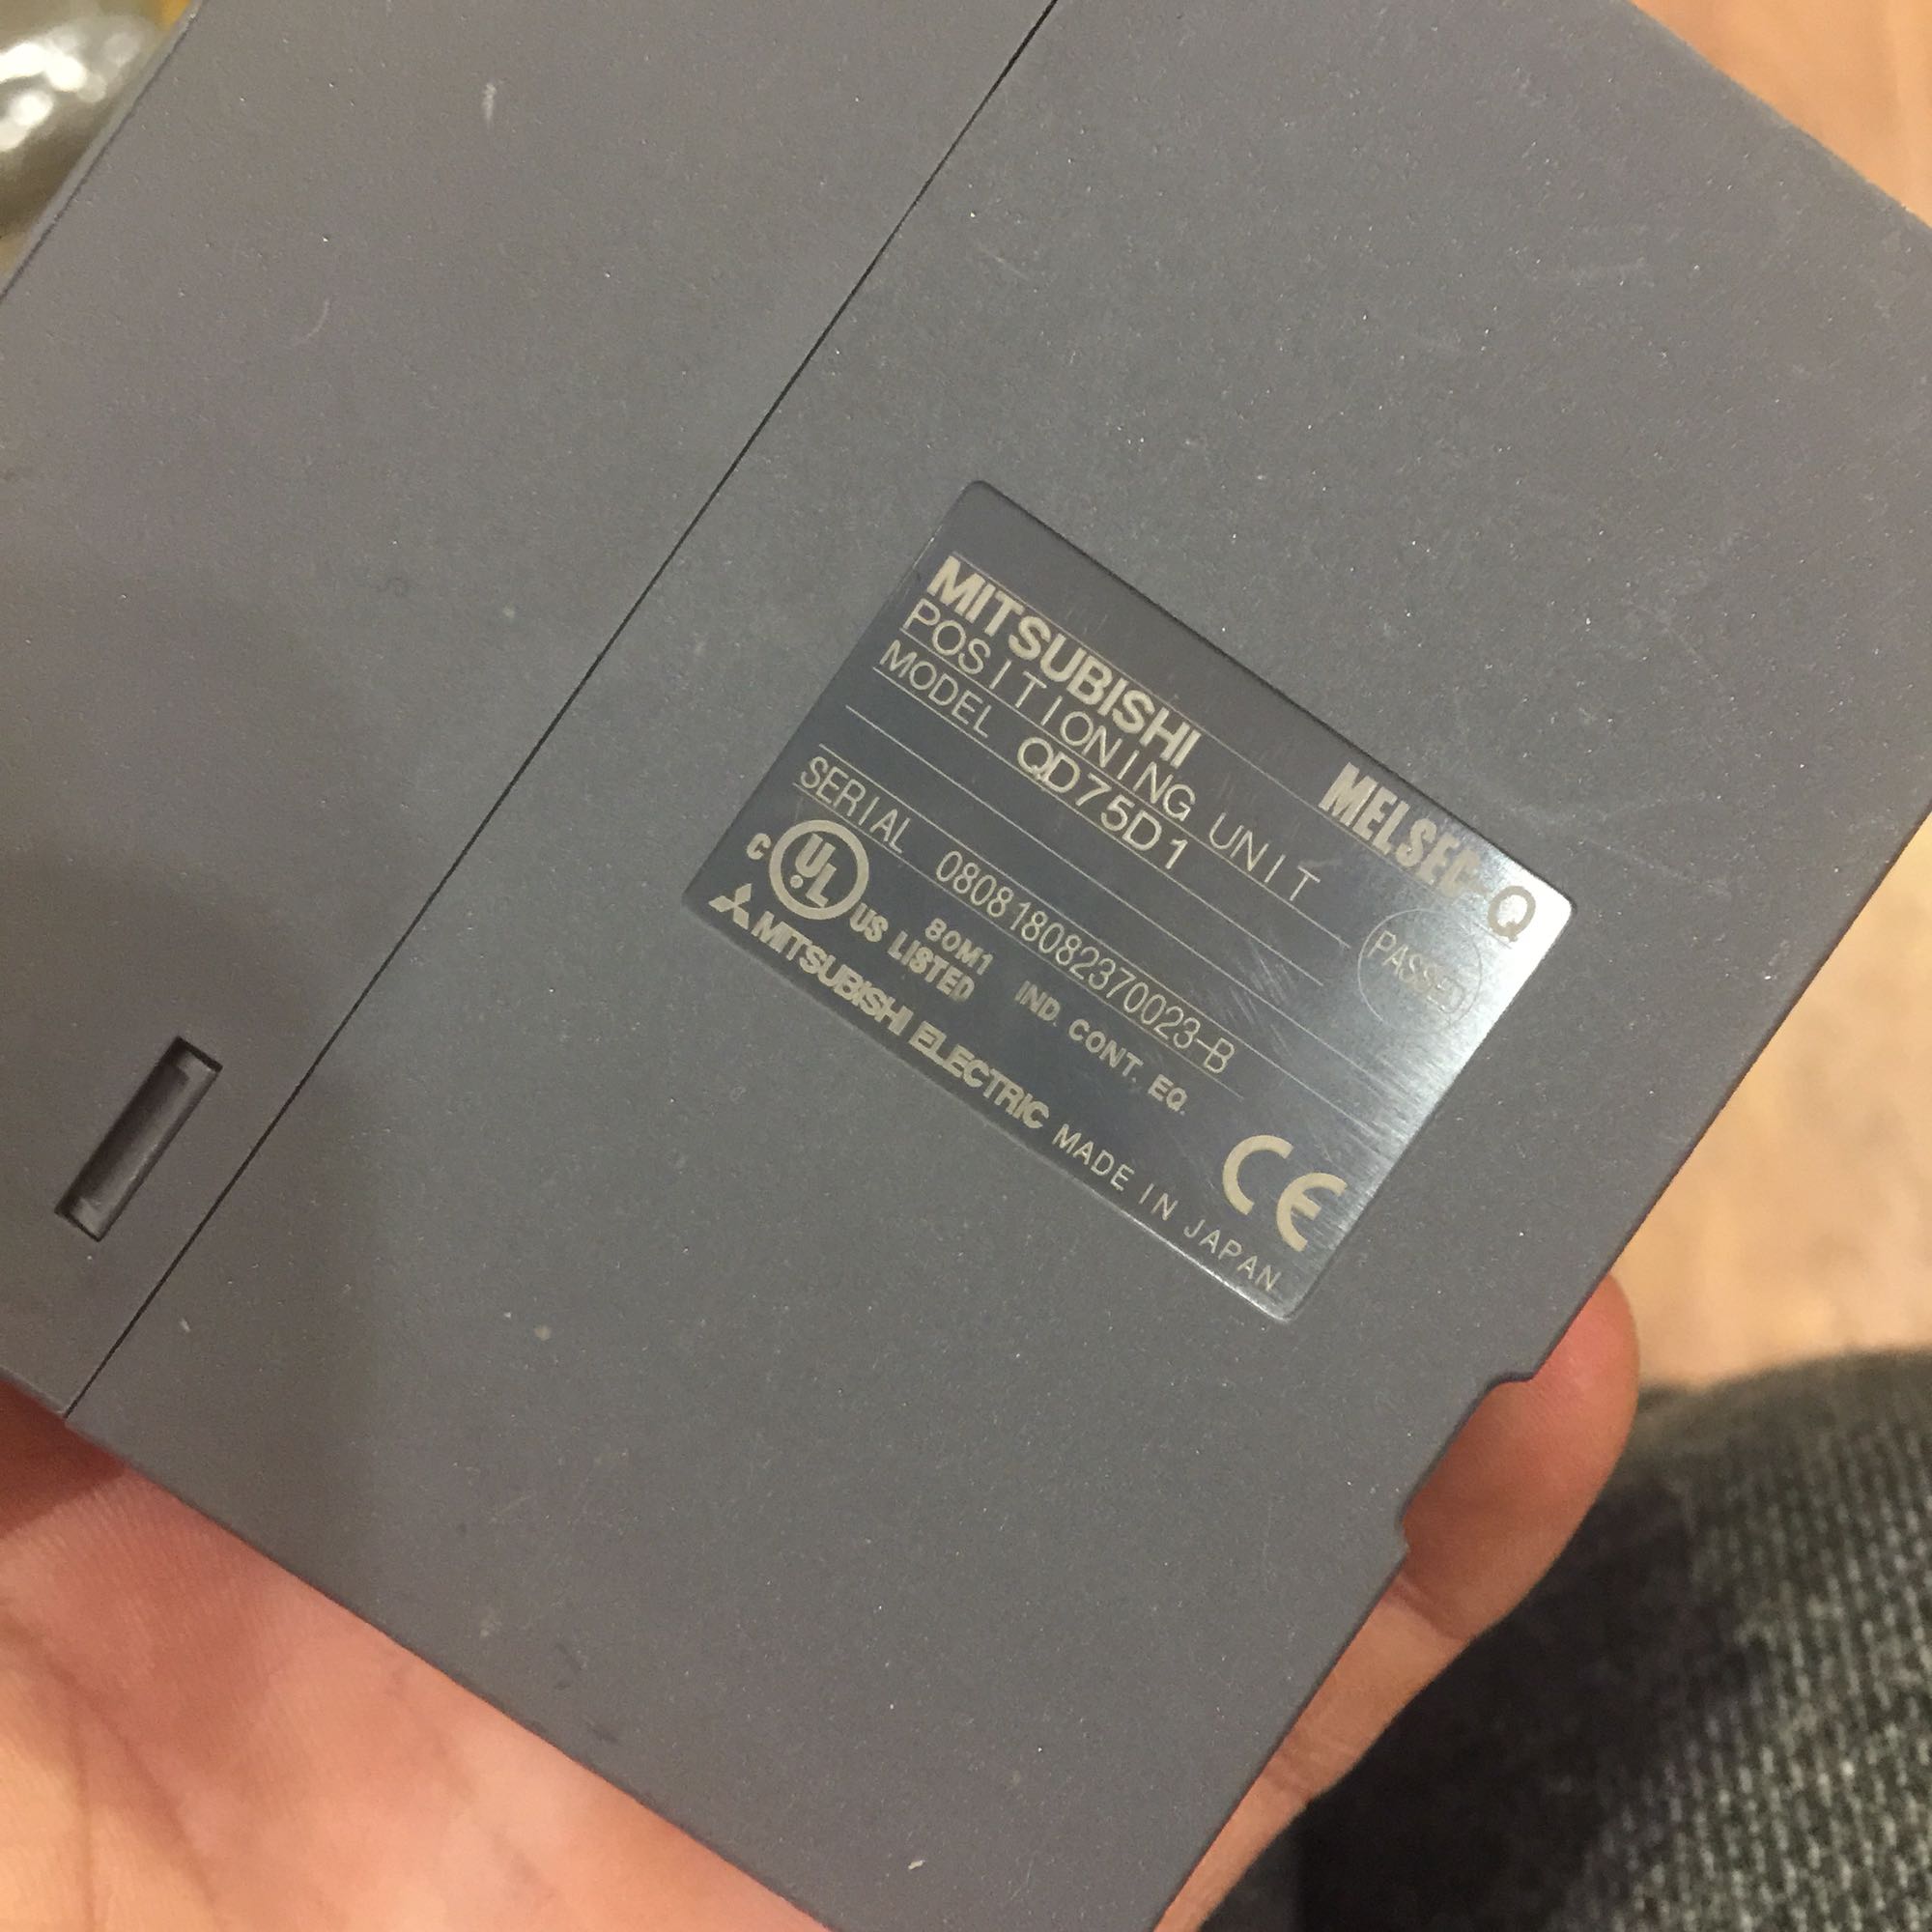 MITSUBISHI MELSEC-Q
POSITIONING UNIT
MODEL QD75D1
PASSED
SERIAL 080818082370023-B
C UL US LISTED
80M1 IND. CONT. EQ.
CE
MITSUBISHI ELECTRIC MADE IN JAPAN